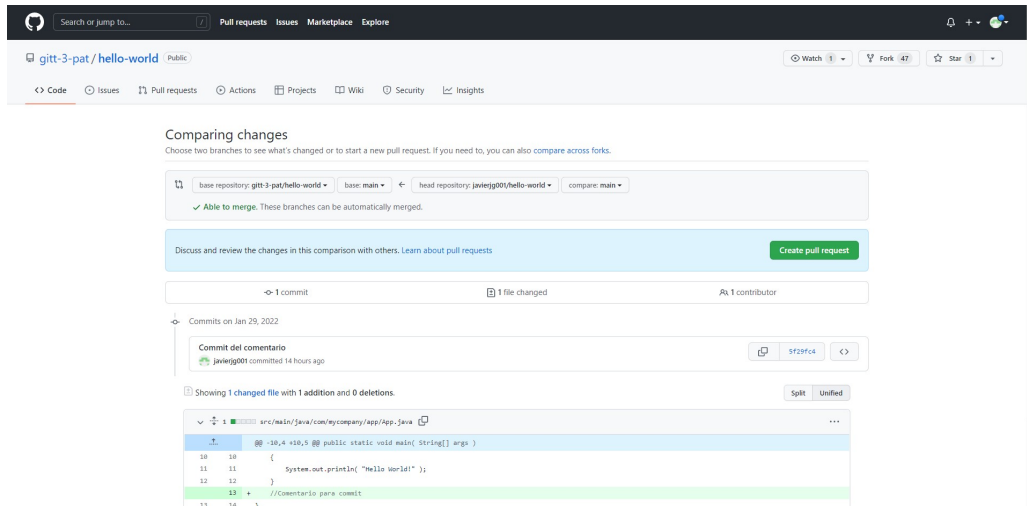 Search or jump to... / Pull requests Issues Marketplace Explore
gitt-3-pat / hello-world Public Watch 1 Fork 47 Star 1
Code Issues Pull requests Actions Projects Wiki Security Insights
Comparing changes
Choose two branches to see what's changed or to start a new pull request. If you need to, you can also compare across forks.
base repository: gitt-3-pat/hello-world base: main ← head repository: javierjg001/hello-world compare: main
Able to merge. These branches can be automatically merged.
Discuss and review the changes in this comparison with others. Learn about pull requests Create pull request
1 commit 1 file changed 1 contributor
Commits on Jan 29, 2022
Commit del comentario
javierjg001 committed 14 hours ago 5f29fc4 <>
Showing 1 changed file with 1 addition and 0 deletions. Split Unified
1 src/main/java/com/mycompany/app/App.java ...
@@ -10,4 +10,5 @@ public static void main( String[] args )
10 10 {
11 11 System.out.println( "Hello World!" );
12 12 }
13 + //Comentario para commit
13 14 }